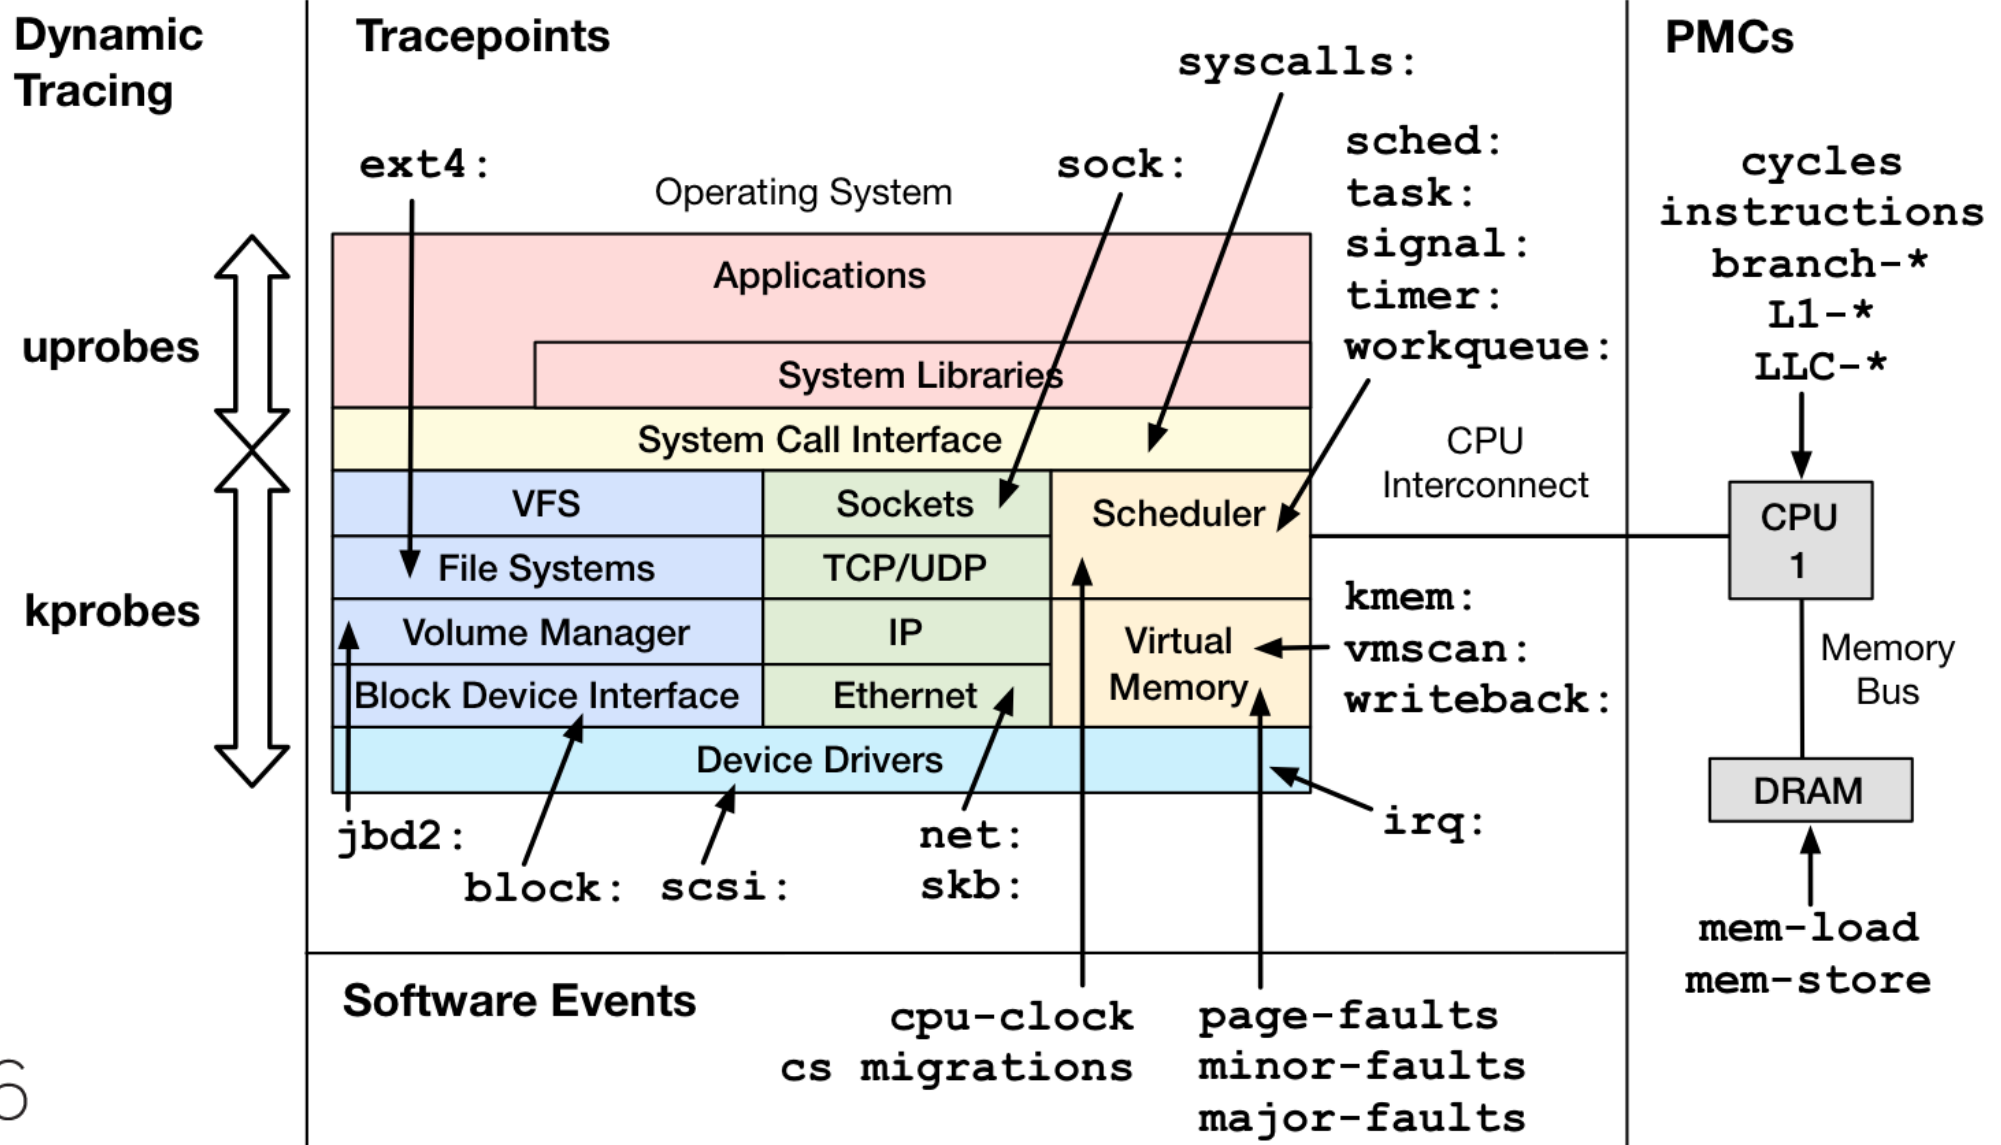 Dynamic
Tracing
uprobes
kprobes
Tracepoints
syscalls:
ext4:
Operating System
sock:
sched:
task:
signal:
timer:
workqueue:
Applications
System Libraries
System Call Interface
VFS
Sockets
Scheduler
File Systems
TCP/UDP
Volume Manager
IP
Virtual
Memory
Block Device Interface
Ethernet
Device Drivers
CPU
Interconnect
kmem:
vmscan:
writeback:
irq:
jbd2:
block:
scsi:
net:
skb:
Software Events
cpu-clock
cs migrations
page-faults
minor-faults
major-faults
PMCs
cycles
instructions
branch-*
L1-*
LLC-*
CPU
1
Memory
Bus
DRAM
mem-load
mem-store
6